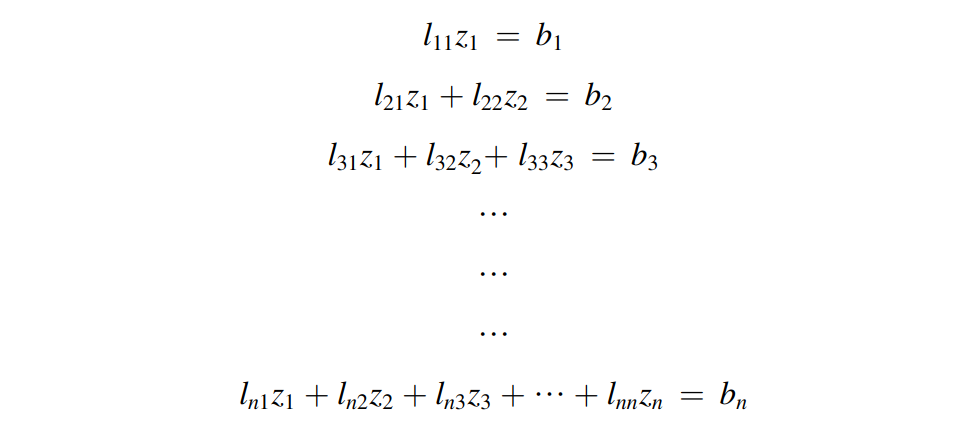 l₁₁z₁ = b₁
l₂₁z₁ + l₂₂z₂ = b₂
l₃₁z₁ + l₃₂z₂+ l₃₃z₃ = b₃
...
...
...
lₙ₁z₁ + lₙ₂z₂ + lₙ₃z₃ + ⋯ + lₙₙzₙ = bₙ